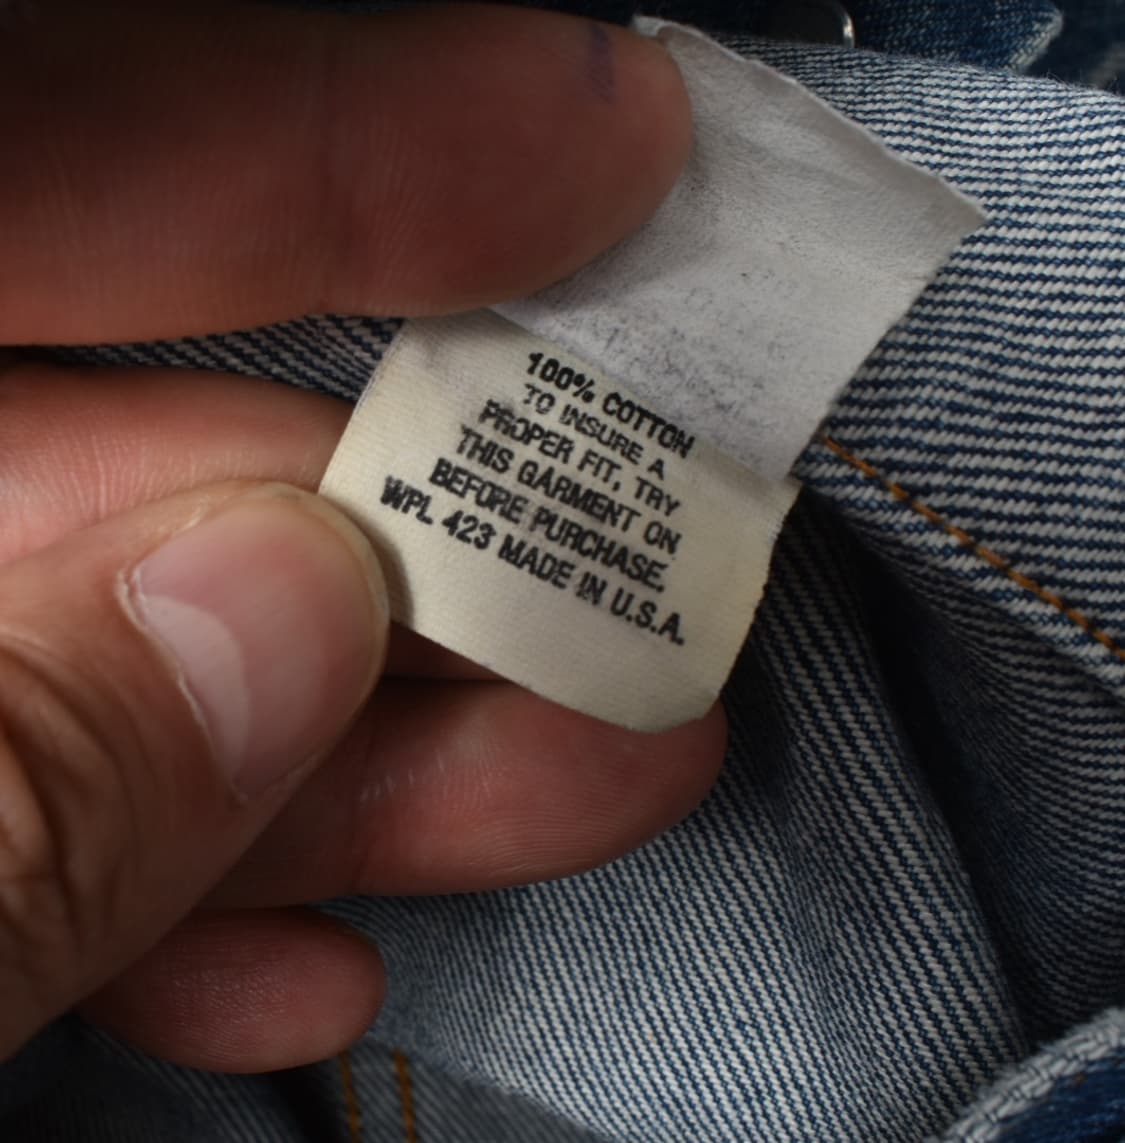 100% COTTON
TO INSURE A
PROPER FIT, TRY
THIS GARMENT ON
BEFORE PURCHASE.
WPL 423 MADE IN U.S.A.